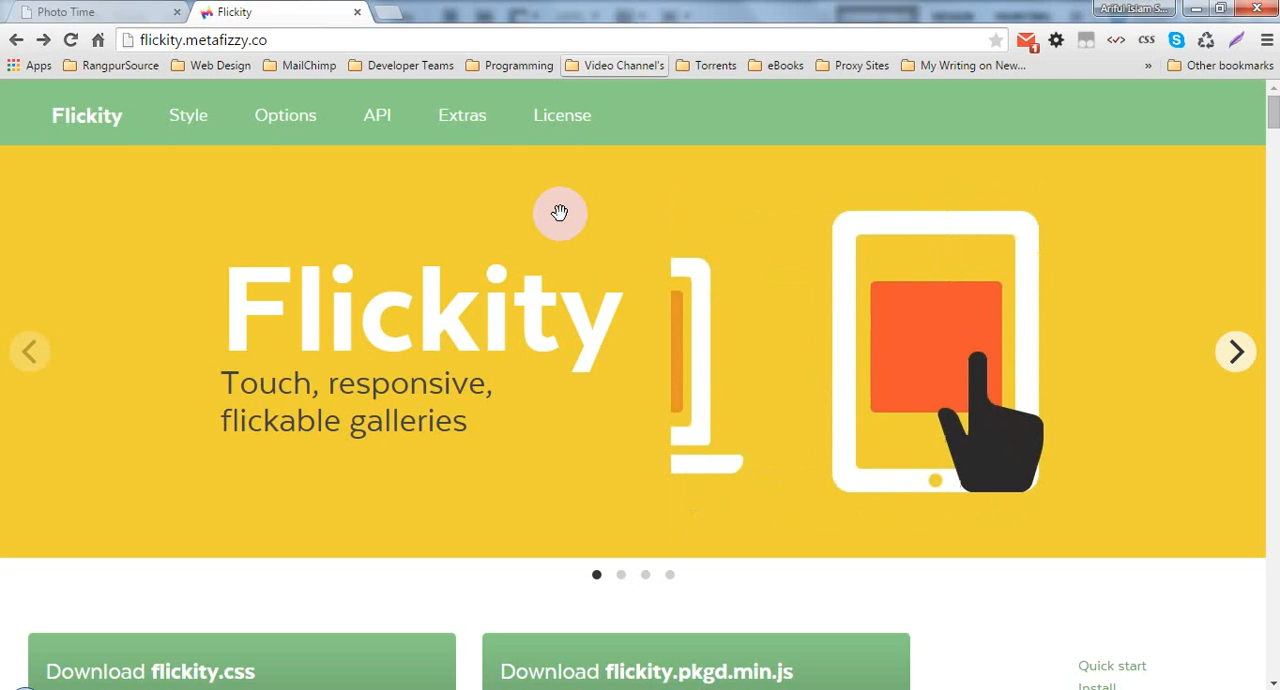 Photo Time
Flickity
Ariful Islam S...
flickity.metafizzy.co
1
CSS
Apps RangpurSource Web Design MailChimp Developer Teams Programming Video Channel's Torrents eBooks Proxy Sites My Writing on New... » Other bookmarks
Flickity Style Options API Extras License
Flickity
Touch, responsive,
flickable galleries
Download flickity.css
Download flickity.pkgd.min.js
Quick start
Install